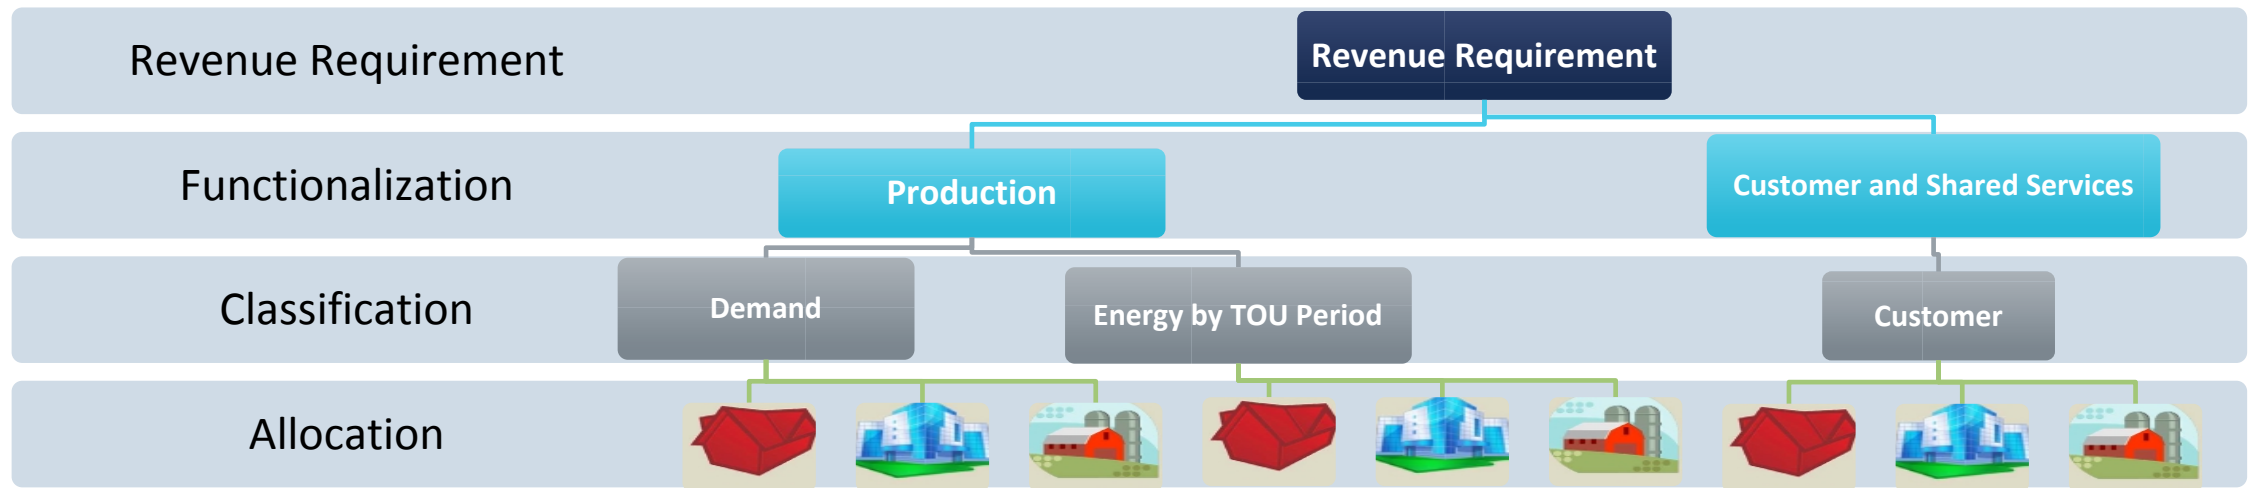 Revenue Requirement
Revenue Requirement
Functionalization
Production
Customer and Shared Services
Classification
Demand
Energy by TOU Period
Customer
Allocation